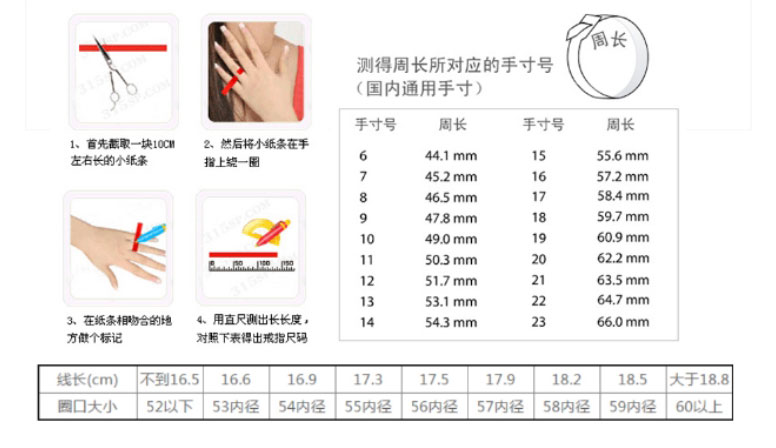 1、首先截取一块10CM
左右长的小纸条
2、然后将小纸条在手
指上绕一圈
3、在纸条相吻合的地
方做个标记
4、用直尺测出长长度，
对照下表得出戒指尺码
0 50 100 150
测得周长所对应的手寸号
（国内通用手寸）
周长
手寸号 周长 手寸号 周长
6 44.1 mm 15 55.6 mm
7 45.2 mm 16 57.2 mm
8 46.5 mm 17 58.4 mm
9 47.8 mm 18 59.7 mm
10 49.0 mm 19 60.9 mm
11 50.3 mm 20 62.2 mm
12 51.7 mm 21 63.5 mm
13 53.1 mm 22 64.7 mm
14 54.3 mm 23 66.0 mm
线长(cm) 不到16.5 16.6 16.9 17.3 17.5 17.9 18.2 18.5 大于18.8
圈口大小 52以下 53内径 54内径 55内径 56内径 57内径 58内径 59内径 60以上